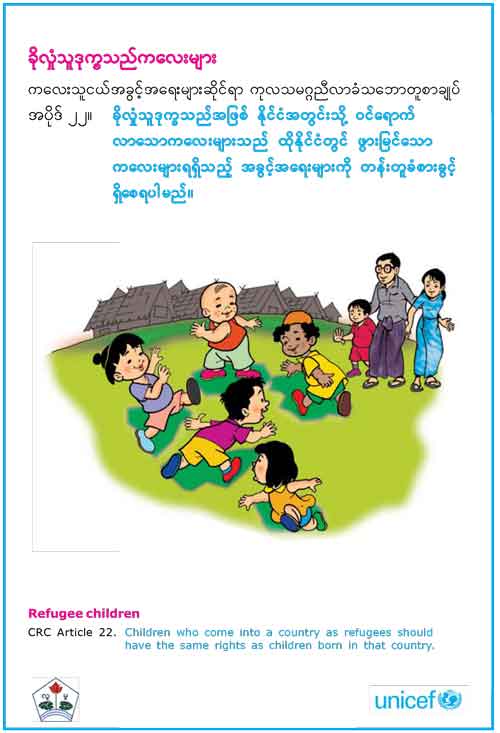 ခိုလှုံသူဒုက္ခသည်ကလေးများ
ကလေးသူငယ်အခွင့်အရေးများဆိုင်ရာ ကုလသမဂ္ဂညီလာခံသဘောတူစာချုပ်
အပိုဒ် ၂၂။ ခိုလှုံသူဒုက္ခသည်အဖြစ် နိုင်ငံအတွင်းသို့ ဝင်ရောက်
လာသောကလေးများသည် ထိုနိုင်ငံတွင် ဖွားမြင်သော
ကလေးများရရှိသည့် အခွင့်အရေးများကို တန်းတူခံစားခွင့်
ရှိစေရပါမည်။
Refugee children
CRC Article 22. Children who come into a country as refugees should
have the same rights as children born in that country.
unicef